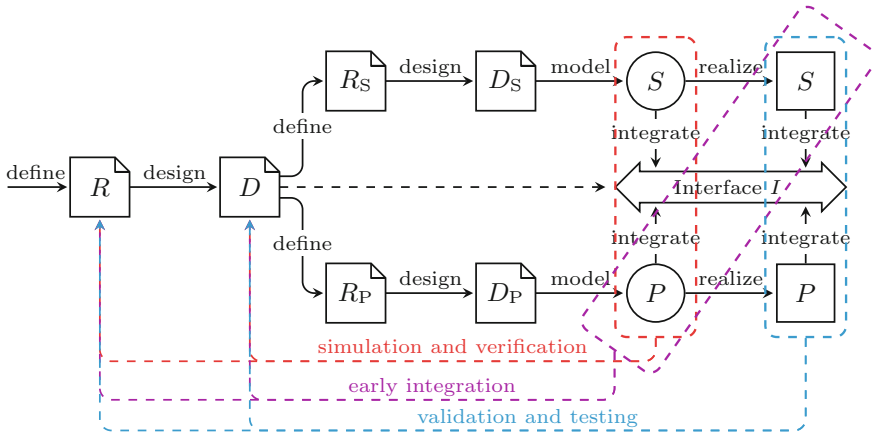 R_S design D_S model S realize S
define integrate integrate
define R design D Interface I
define integrate integrate
R_P design D_P model P realize P
simulation and verification
early integration
validation and testing